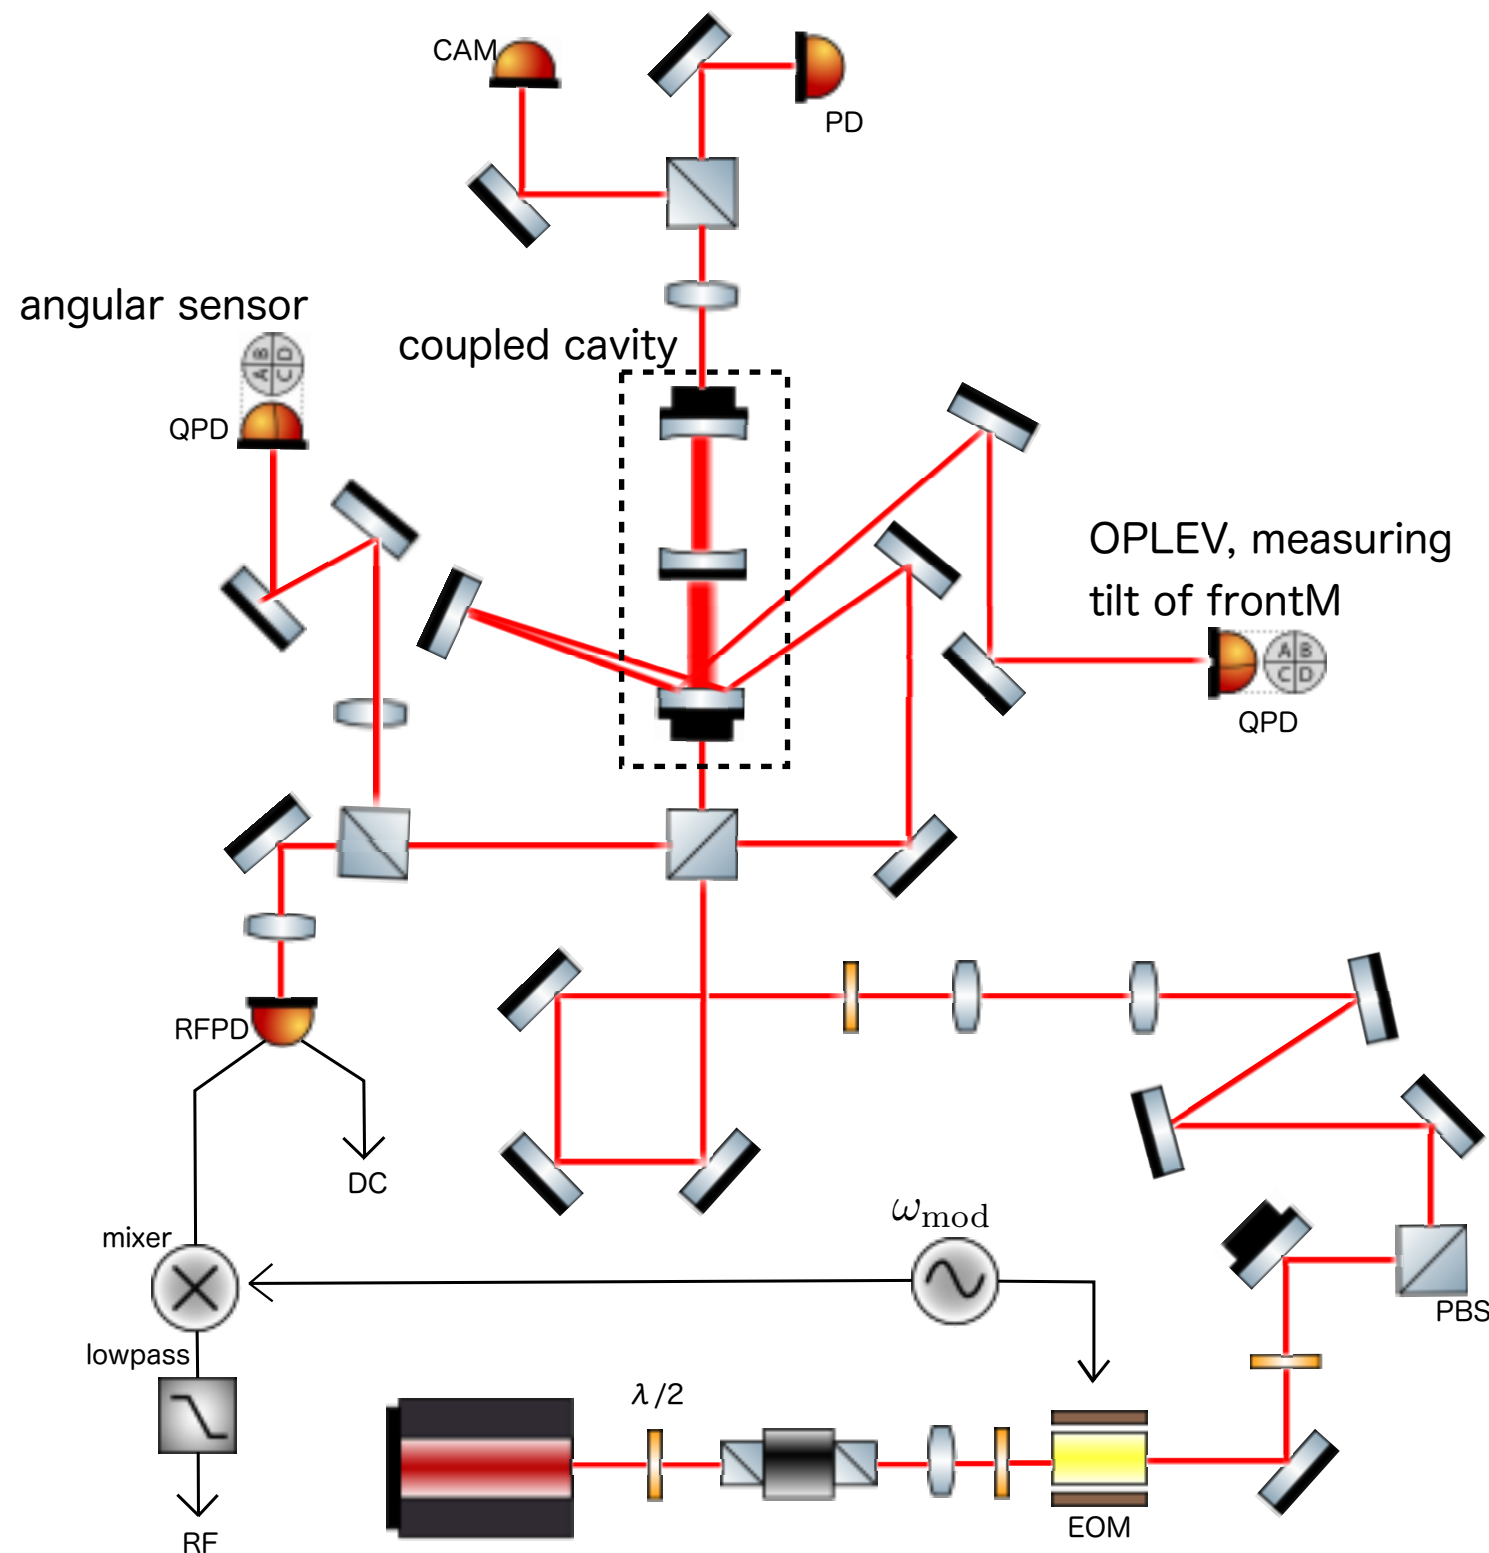 CAM
PD
angular sensor
A B
C D
coupled cavity
QPD
OPLEV, measuring
tilt of frontM
A B
C D
QPD
RFPD
DC
mixer
ω_mod
lowpass
PBS
λ/2
EOM
RF